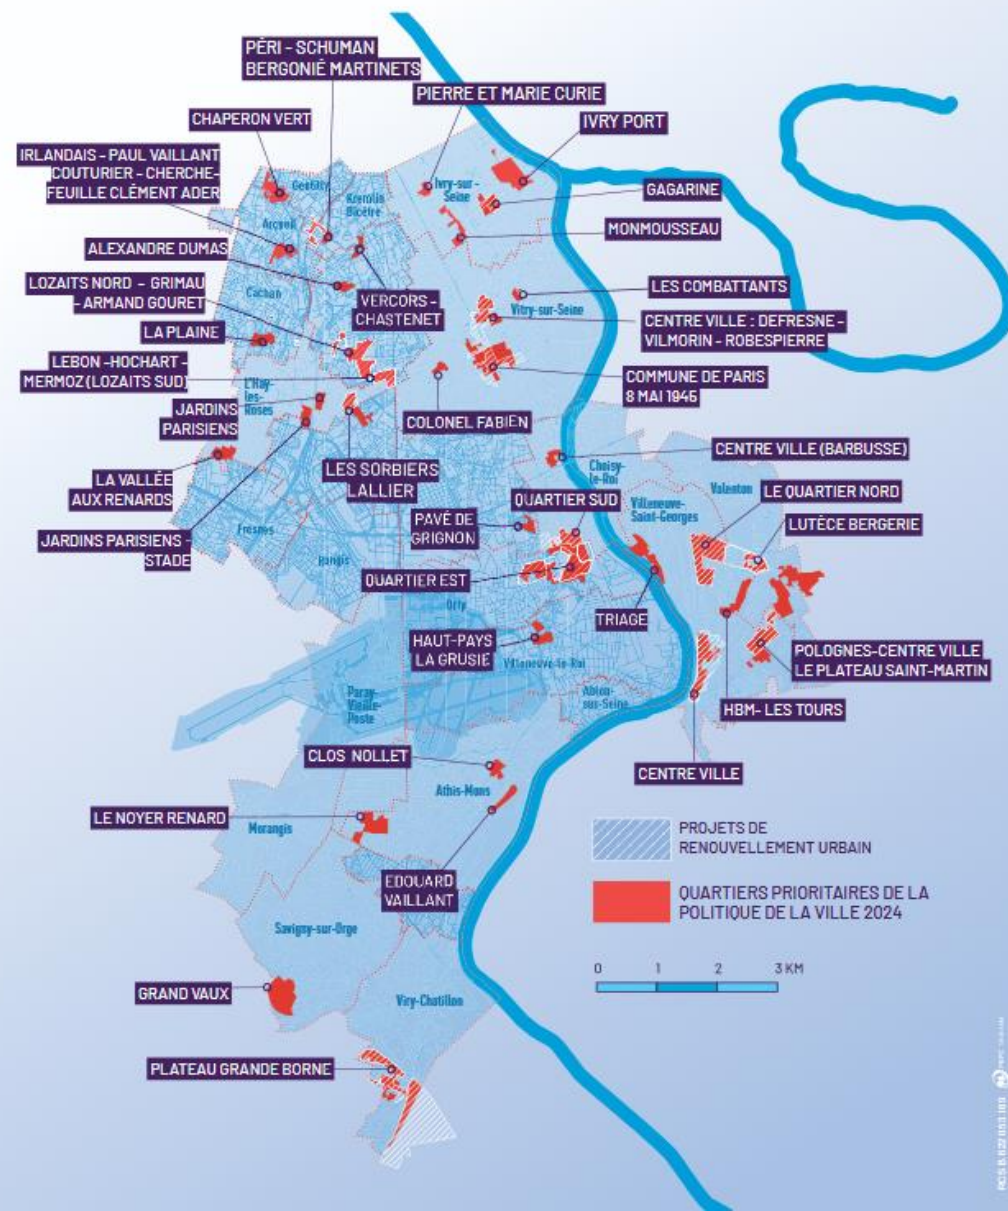 PÉRI - SCHUMAN
BERGONIÉ MARTINETS
PIERRE ET MARIE CURIE
CHAPERON VERT
IVRY PORT
IRLANDAIS - PAUL VAILLANT
COUTURIER - CHERCHE-
FEUILLE CLÉMENT ADER
Gentilly
Ivry-sur-
Seine
Kremlin
Bicêtre
GAGARINE
Arcueil
MONMOUSSEAU
ALEXANDRE DUMAS
LOZAITS NORD - GRIMAU
- ARMAND GOURET
Cachan
VERCORS -
CHASTENET
LES COMBATTANTS
Vitry-sur-Seine
CENTRE VILLE : DEFRESNE -
VILMORIN - ROBESPIERRE
LA PLAINE
LEBON -HOCHART -
MERMOZ (LOZAITS SUD)
L'Haÿ-
les-
Roses
COMMUNE DE PARIS
8 MAI 1945
JARDINS
PARISIENS
COLONEL FABIEN
CENTRE VILLE (BARBUSSE)
LA VALLÉE
AUX RENARDS
LES SORBIERS
LALLIER
Choisy-
le-Roi
Valenton
LE QUARTIER NORD
QUARTIER SUD
Villeneuve-
Saint-Georges
PAVÉ DE
GRIGNON
LUTÈCE BERGERIE
Fresnes
JARDINS PARISIENS -
STADE
Rungis
QUARTIER EST
Orly
TRIAGE
HAUT-PAYS
LA GRUSIE
Villeneuve-le-Roi
POLOGNES-CENTRE VILLE
LE PLATEAU SAINT-MARTIN
Paray-
Vieille-
Poste
Ablon-
sur-Seine
HBM- LES TOURS
CLOS NOLLET
CENTRE VILLE
Athis-Mons
LE NOYER RENARD
Morangis
PROJETS DE
RENOUVELLEMENT URBAIN
EDOUARD
VAILLANT
QUARTIERS PRIORITAIRES DE LA
POLITIQUE DE LA VILLE 2024
Savigny-sur-Orge
0 1 2 3 KM
GRAND VAUX
Viry-Chatillon
PLATEAU GRANDE BORNE